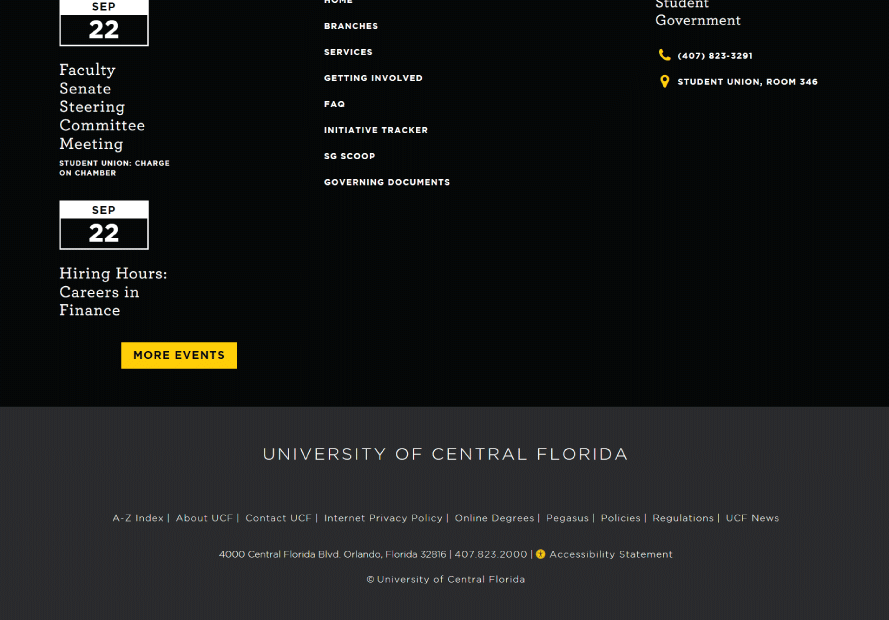 SEP
22
Faculty
Senate
Steering
Committee
Meeting
STUDENT UNION: CHARGE
ON CHAMBER
SEP
22
Hiring Hours:
Careers in
Finance
MORE EVENTS
HOME
BRANCHES
SERVICES
GETTING INVOLVED
FAQ
INITIATIVE TRACKER
SG SCOOP
GOVERNING DOCUMENTS
Student
Government
(407) 823-3291
STUDENT UNION, ROOM 346
UNIVERSITY OF CENTRAL FLORIDA
A-Z Index | About UCF | Contact UCF | Internet Privacy Policy | Online Degrees | Pegasus | Policies | Regulations | UCF News
4000 Central Florida Blvd. Orlando, Florida 32816 | 407.823.2000 | Accessibility Statement
© University of Central Florida